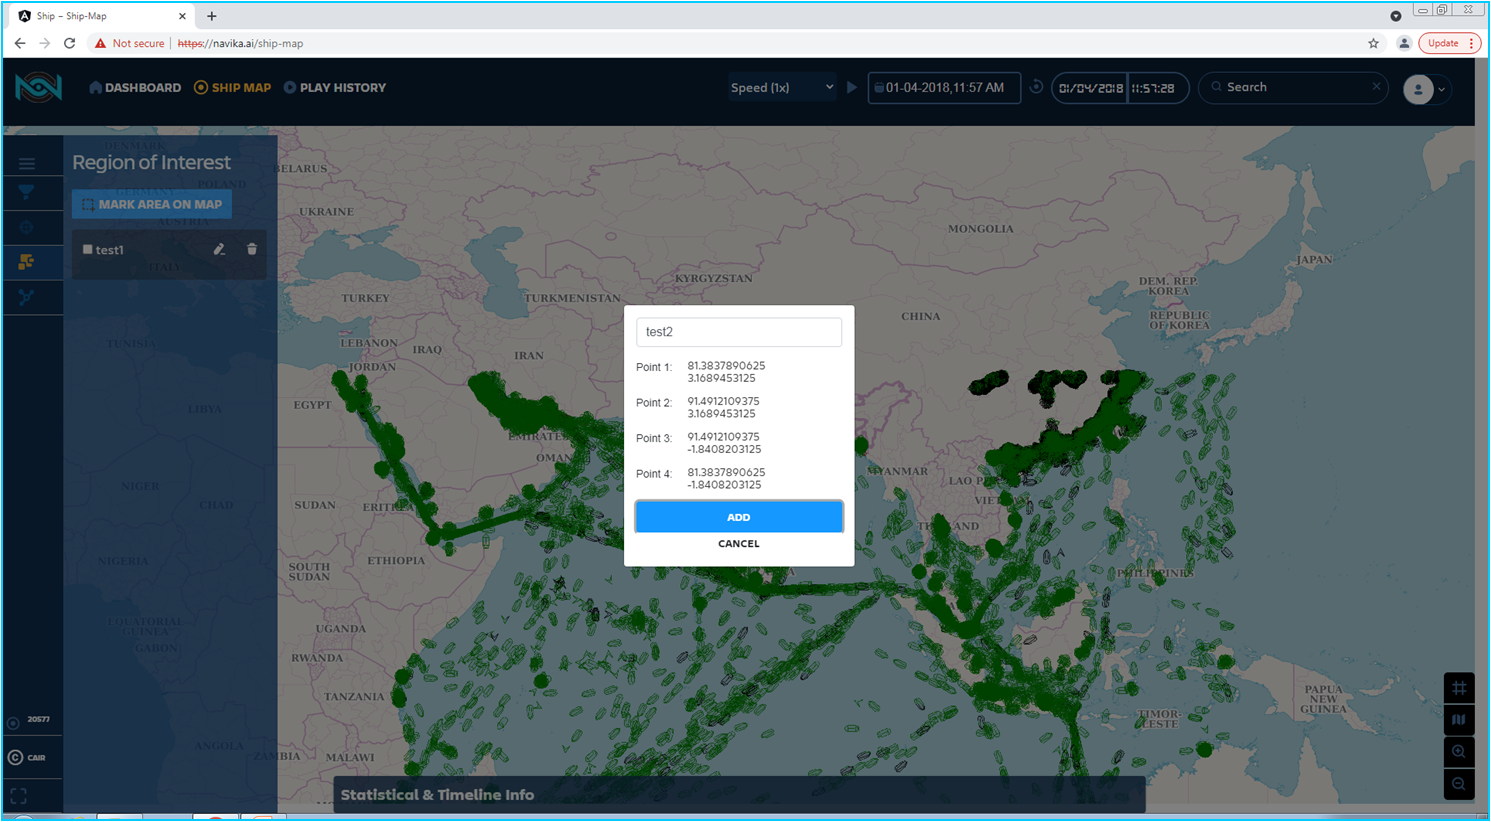 Ship – Ship-Map
Not secure
https://navika.ai/ship-map
Update
DASHBOARD
SHIP MAP
PLAY HISTORY
Speed (1x)
01-04-2018,11:57 AM
01/04/2018
11:57:28
Search
Region of Interest
MARK AREA ON MAP
test1
DENMARK
BELARUS
POLAND
GERMANY
UKRAINE
AUSTRIA
ITALY
MONGOLIA
JAPAN
KYRGYZSTAN
TURKEY
TURKMENISTAN
DEM. REP.
KOREA
REPUBLIC
OF KOREA
CHINA
TUNISIA
LEBANON
IRAQ
IRAN
JORDAN
LIBYA
EGYPT
EMIRATES
OMAN
MYANMAR
LAO
NIGER
CHAD
SUDAN
THAILAND
NIGERIA
ETHIOPIA
SOUTH
SUDAN
PHILIPPINES
EQUATORIAL
GUINEA
GABON
UGANDA
RWANDA
TANZANIA
PAPUA
NEW
GUINEA
TIMOR-
LESTE
ANGOLA
ZAMBIA
MALAWI
test2
Point 1:
81.3837890625
3.1689453125
Point 2:
91.4912109375
3.1689453125
Point 3:
91.4912109375
-1.8408203125
Point 4:
81.3837890625
-1.8408203125
ADD
CANCEL
20577
CAIR
Statistical & Timeline Info